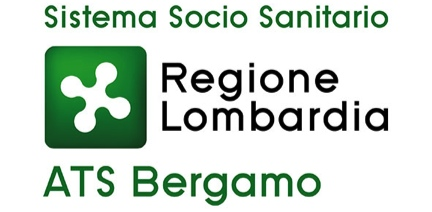 Sistema Socio Sanitario
Regione
Lombardia
ATS Bergamo